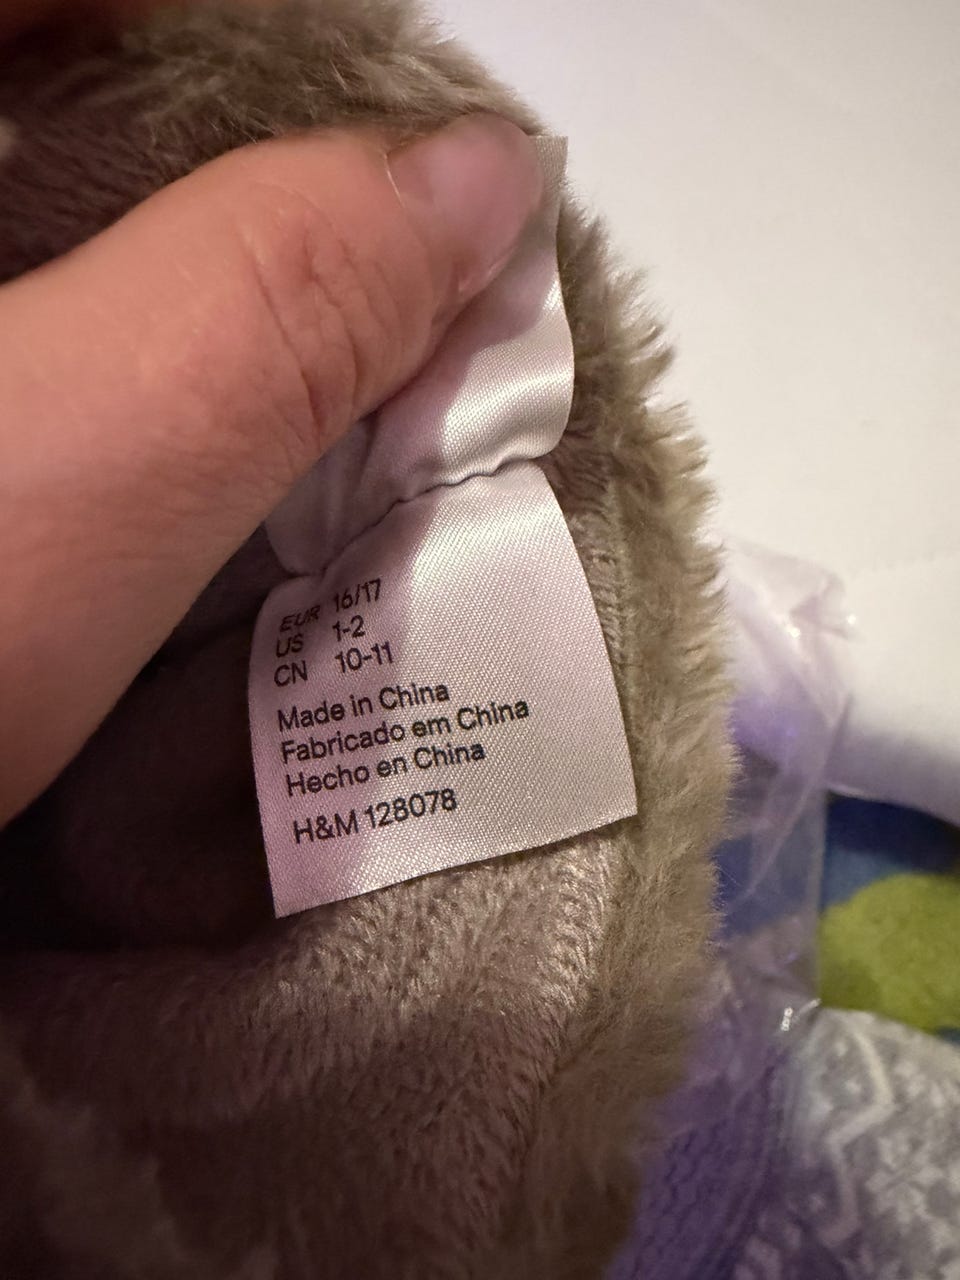 EUR 16/17
US 1-2
CN 10-11
Made in China
Fabricado em China
Hecho en China
H&M 128078